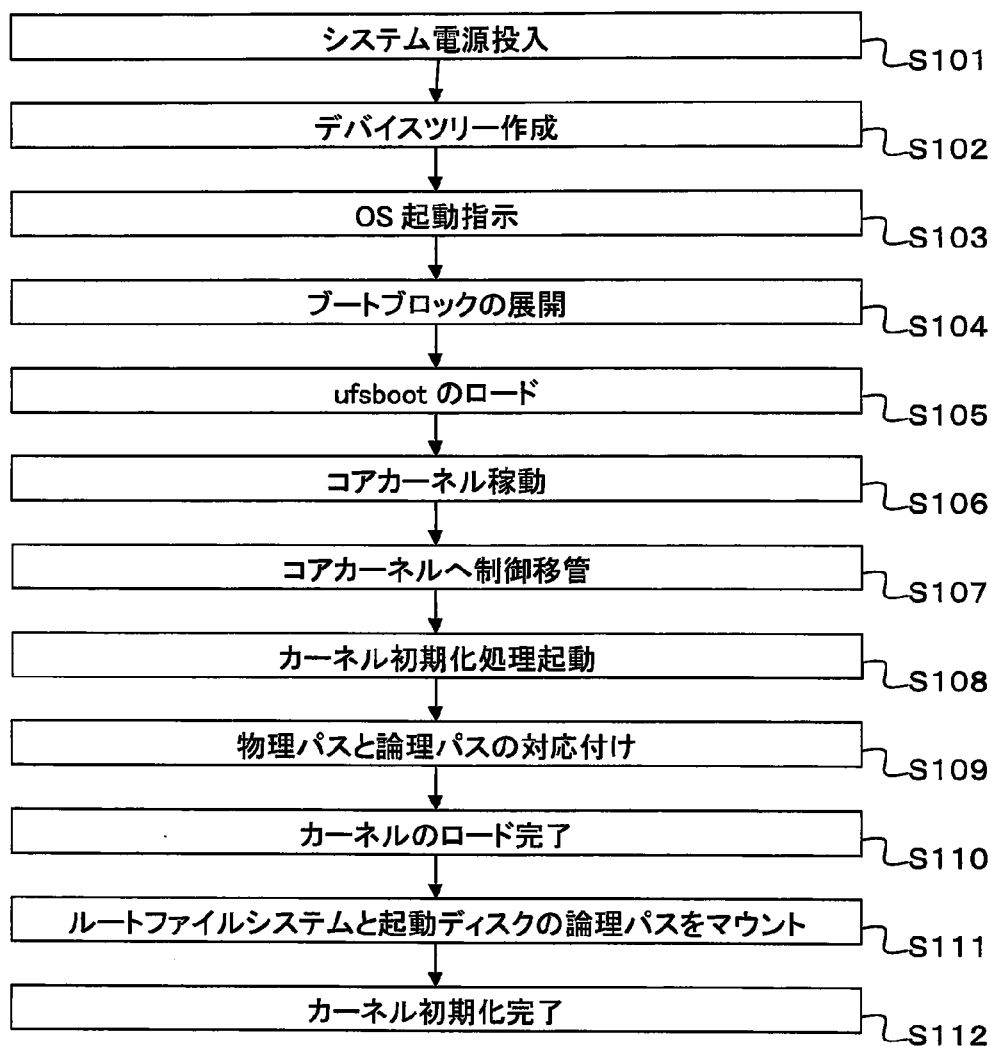 システム電源投入
S101
デバイスツリー作成
S102
OS 起動指示
S103
ブートブロックの展開
S104
ufsboot のロード
S105
コアカーネル稼動
S106
コアカーネルへ制御移管
S107
カーネル初期化処理起動
S108
物理パスと論理パスの対応付け
S109
カーネルのロード完了
S110
ルートファイルシステムと起動ディスクの論理パスをマウント
S111
カーネル初期化完了
S112